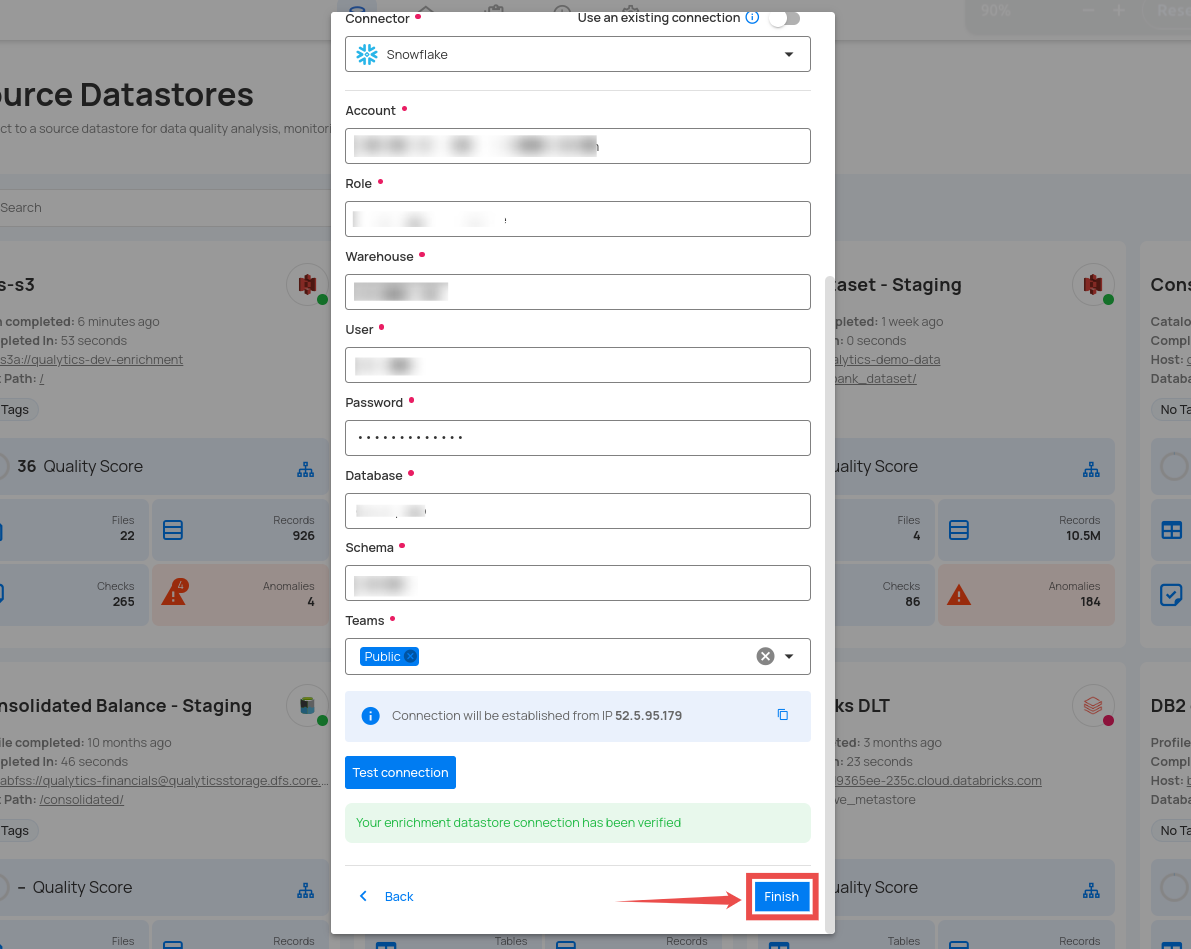 90%
Connector
Use an existing connection
Snowflake
urce Datastores
ct to a source datastore for data quality analysis, monitori
Account
Role
Search
Warehouse
User
s-s3
n completed: 6 minutes ago
pleted In: 53 seconds
s3a://qualytics-dev-enrichment
t Path: /
Tags
36 Quality Score
Files
22
Records
926
Checks
265
4
Anomalies
4
taset - Staging
pleted: 1 week ago
n: 0 seconds
alytics-demo-data
bank_dataset/
uality Score
Files
4
Records
10.5M
Checks
86
Anomalies
184
Cons
Catalo
Compl
Host: g
Databa
No Ta
Password
•••••••••••••
Database
Schema
Teams
Public
Connection will be established from IP 52.5.95.179
Test connection
Your enrichment datastore connection has been verified
Back
Finish
nsolidated Balance - Staging
ile completed: 10 months ago
pleted In: 46 seconds
abfss://qualytics-financials@qualyticsstorage.dfs.core....
t Path: /consolidated/
Tags
– Quality Score
Files
Records
Tables
Records
ks DLT
ted: 3 months ago
n: 23 seconds
9365ee-235c.cloud.databricks.com
ve_metastore
uality Score
Tables
Records
DB2
Profile
Compl
Host: b
Databa
No Ta